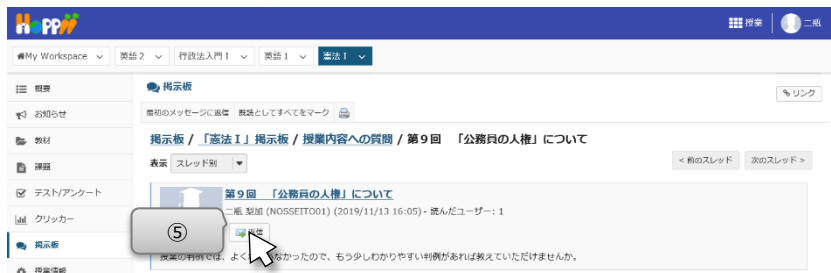 Hoppii
授業
二瓶
My Workspace
英語2
行政法入門I
英語1
憲法I
概要
掲示板
リンク
お知らせ
最初のメッセージに返信 既読としてすべてをマーク
教材
掲示板 / 「憲法I」掲示板 / 授業内容への質問 / 第9回 「公務員の人権」について
課題
表示 スレッド別
< 前のスレッド 次のスレッド >
テスト/アンケート
第9回 「公務員の人権」について
クリッカー
二瓶 梨加 (NOSSEITO01) (2019/11/13 16:05) - 読んだユーザー: 1
⑤
返信
掲示板
授業の判例では、よく なかったので、もう少しわかりやすい判例があれば教えていただけませんか。
授業情報